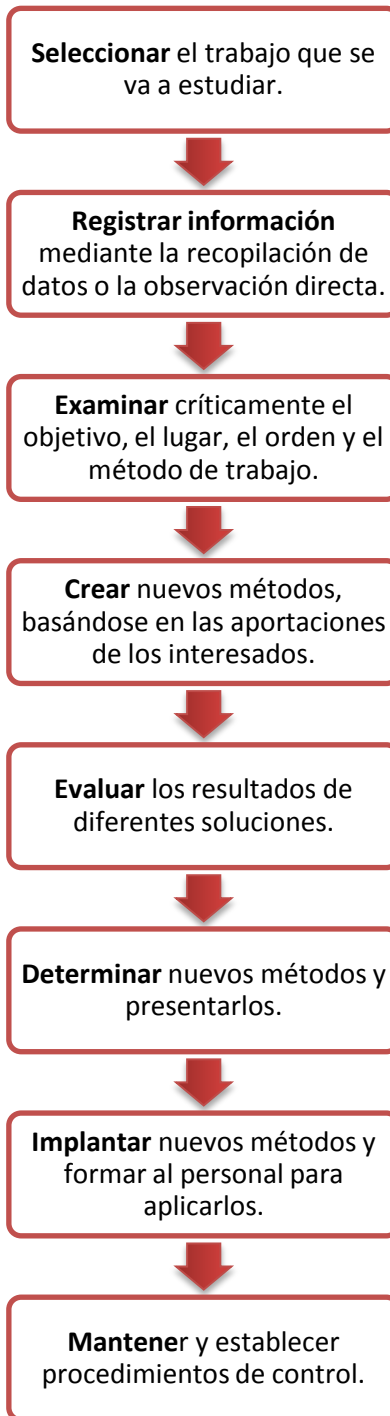 Seleccionar el trabajo que se
va a estudiar.
Registrar información
mediante la recopilación de
datos o la observación directa.
Examinar críticamente el
objetivo, el lugar, el orden y el
método de trabajo.
Crear nuevos métodos,
basándose en las aportaciones
de los interesados.
Evaluar los resultados de
diferentes soluciones.
Determinar nuevos métodos y
presentarlos.
Implantar nuevos métodos y
formar al personal para
aplicarlos.
Mantener y establecer
procedimientos de control.